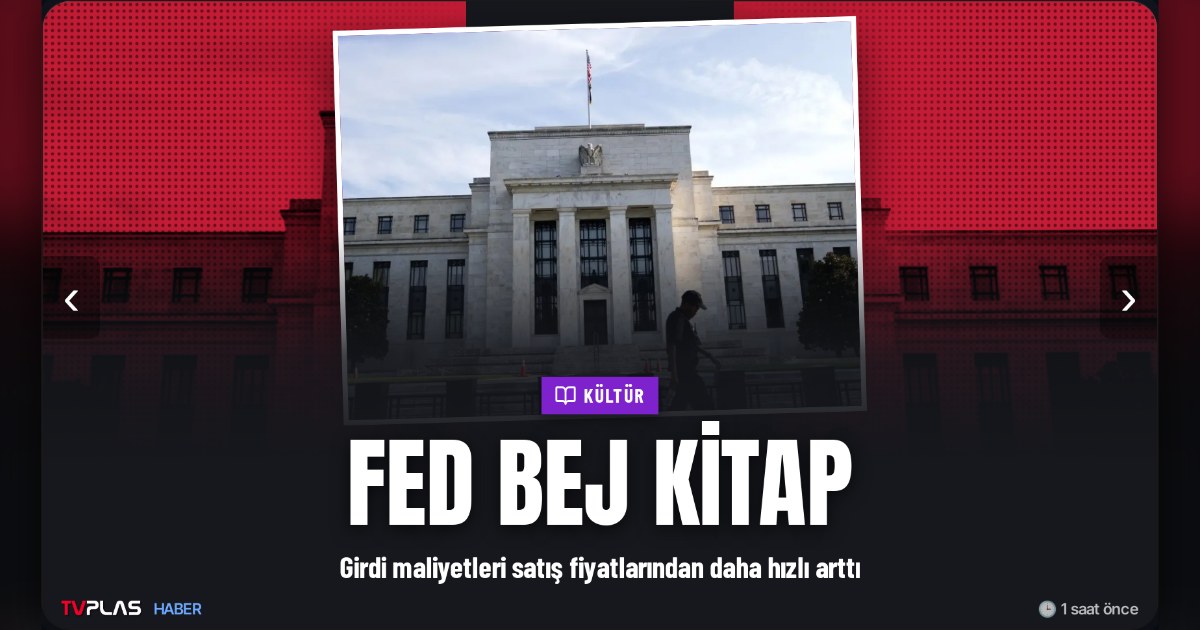 KÜLTÜR
FED BEJ KİTAP
Girdi maliyetleri satış fiyatlarından daha hızlı arttı
TVPLAS HABER
1 saat önce